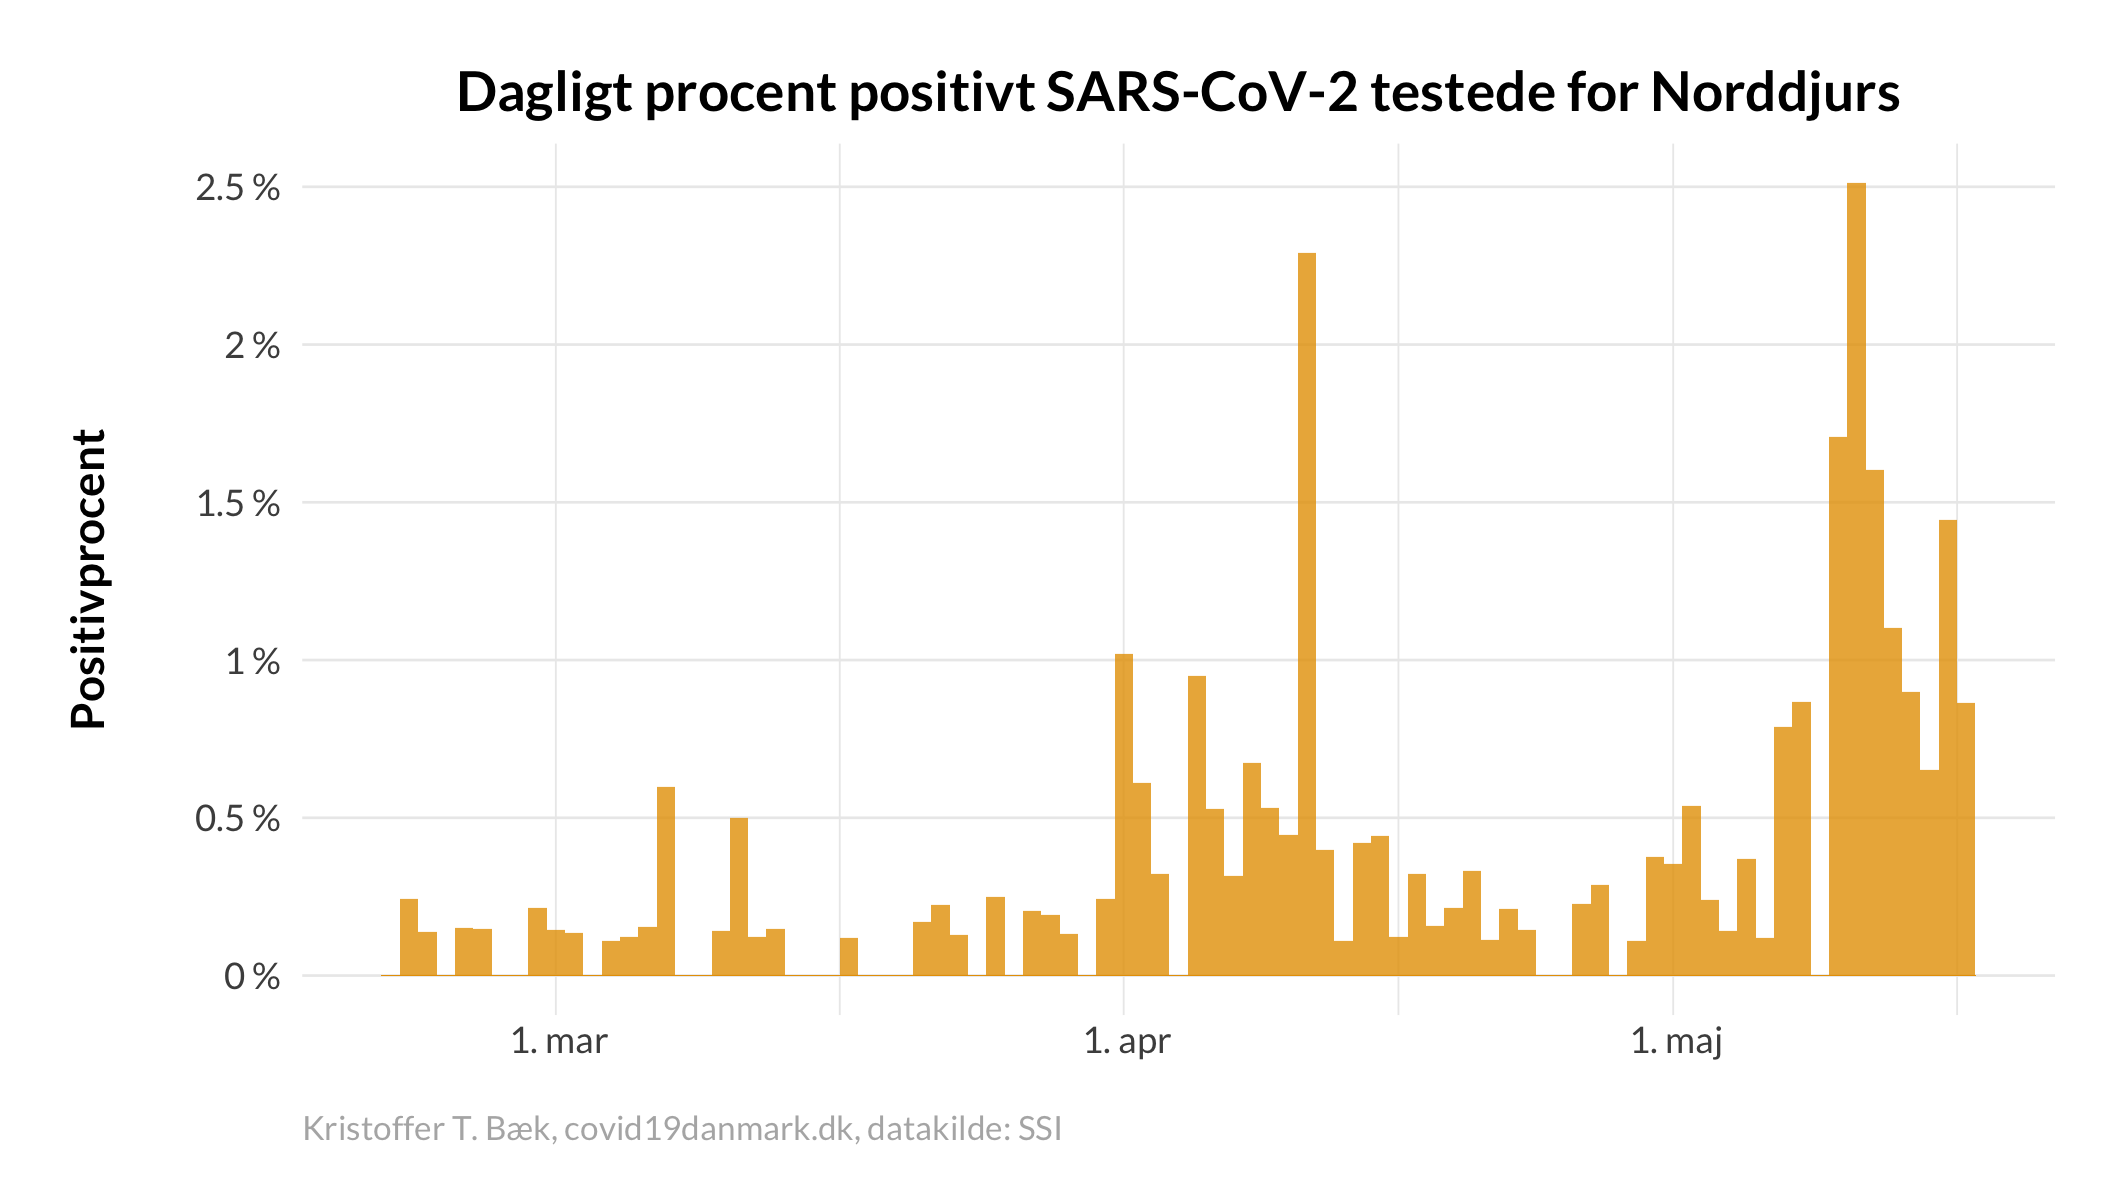 Dagligt procent positivt SARS-CoV-2 testede for Norddjurs
Positivprocent
2.5 %
2 %
1.5 %
1 %
0.5 %
0 %
1. mar
1. apr
1. maj
Kristoffer T. Bæk, covid19danmark.dk, datakilde: SSI